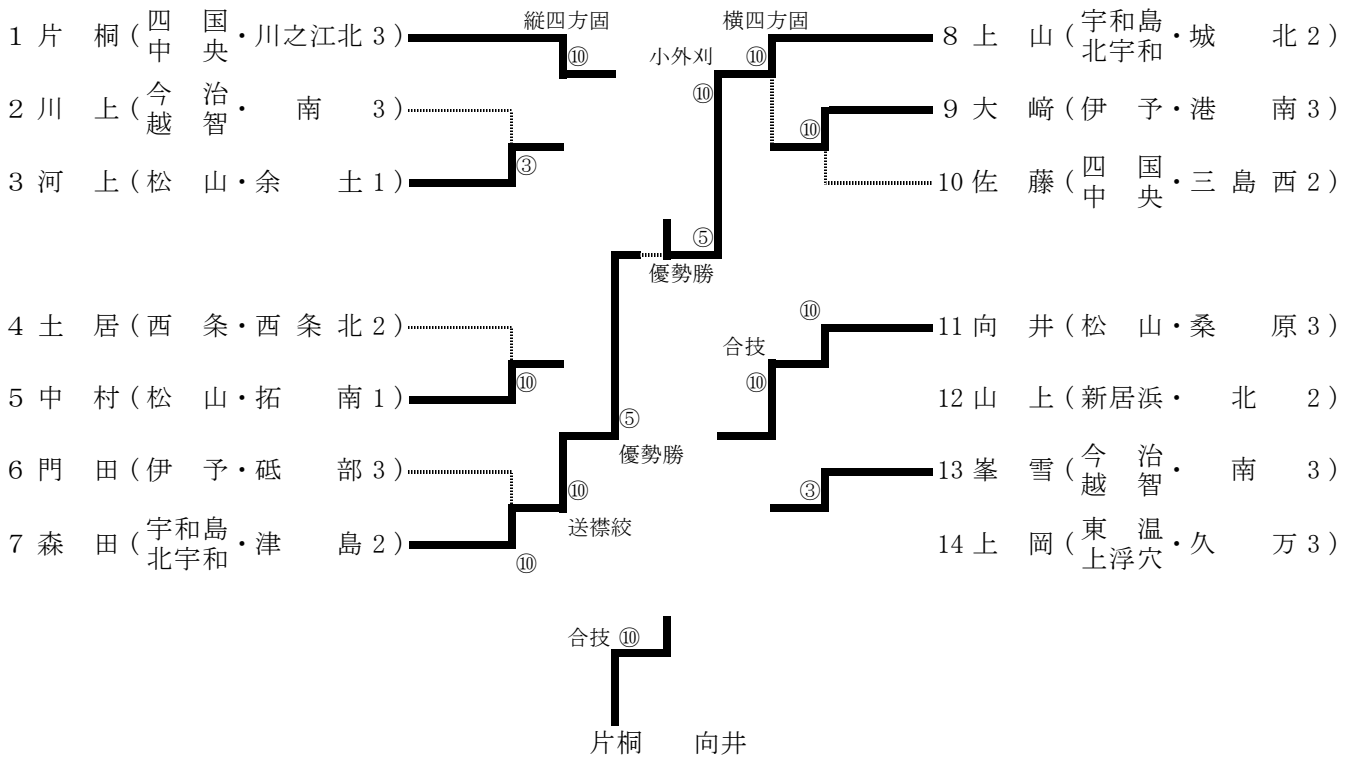 縦四方固
横四方固
1 片 桐 (四国中央・川之江北 3)
⑩
小外刈
⑩
8 上 山 (宇和島北宇和・城 北 2)
⑩
2 川 上 (今治越智・ 南 3)
9 大 﨑 (伊 予・港 南 3)
⑩
③
3 河 上 (松 山・余 土 1)
10 佐 藤 (四国中央・三 島 西 2)
⑤
優勢勝
⑩
4 土 居 (西 条・西 条 北 2)
11 向 井 (松 山・桑 原 3)
合技
⑩
⑩
5 中 村 (松 山・拓 南 1)
12 山 上 (新居浜・ 北 2)
⑤
優勢勝
6 門 田 (伊 予・砥 部 3)
13 峯 雪 (今治越智・ 南 3)
⑩
③
送襟絞
7 森 田 (宇和島北宇和・津 島 2)
14 上 岡 (東温上浮穴・久 万 3)
⑩
合技 ⑩
片桐 向井